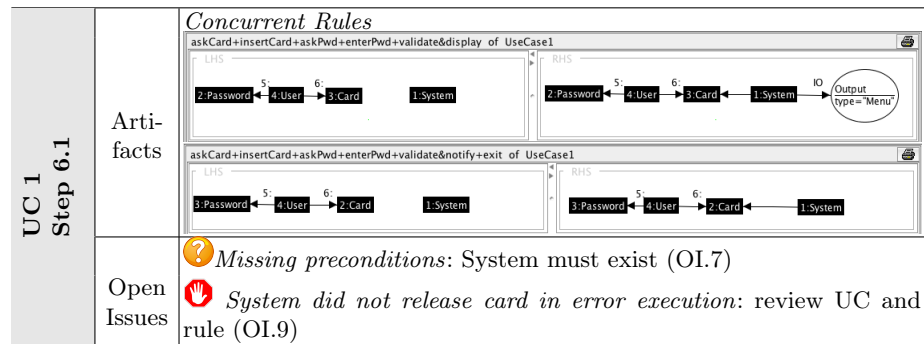 UC 1
Step 6.1
Arti-
facts
Concurrent Rules
askCard+insertCard+askPwd+enterPwd+validate&display of UseCase1
LHS
5:
6:
2:Password
4:User
3:Card
1:System
RHS
5:
6:
IO
2:Password
4:User
3:Card
1:System
Output
type="Menu"
askCard+insertCard+askPwd+enterPwd+validate&notify+exit of UseCase1
LHS
5:
6:
3:Password
4:User
2:Card
1:System
RHS
5:
6:
3:Password
4:User
2:Card
1:System
Open
Issues
? Missing preconditions: System must exist (OI.7)
System did not release card in error execution: review UC and
rule (OI.9)